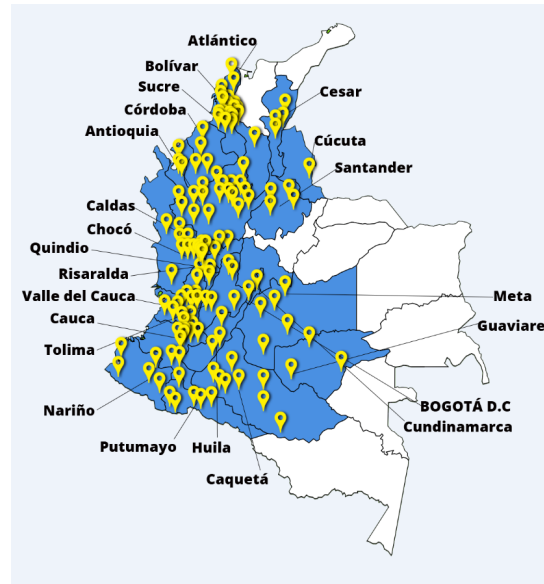 Atlántico
Bolívar
Sucre
Cesar
Córdoba
Antioquia
Cúcuta
Santander
Caldas
Chocó
Quindio
Risaralda
Valle del Cauca
Meta
Cauca
Guaviare
Tolima
Nariño
BOGOTÁ D.C
Cundinamarca
Putumayo
Huila
Caquetá